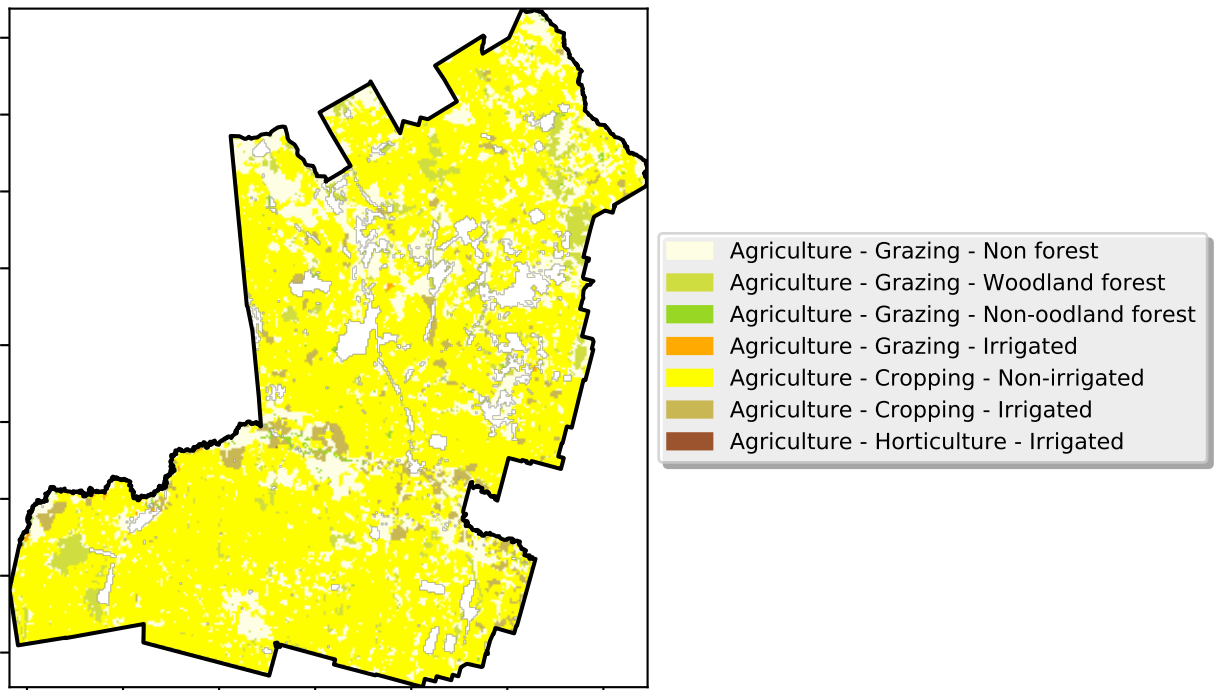 Agriculture - Grazing - Non forest
Agriculture - Grazing - Woodland forest
Agriculture - Grazing - Non-oodland forest
Agriculture - Grazing - Irrigated
Agriculture - Cropping - Non-irrigated
Agriculture - Cropping - Irrigated
Agriculture - Horticulture - Irrigated